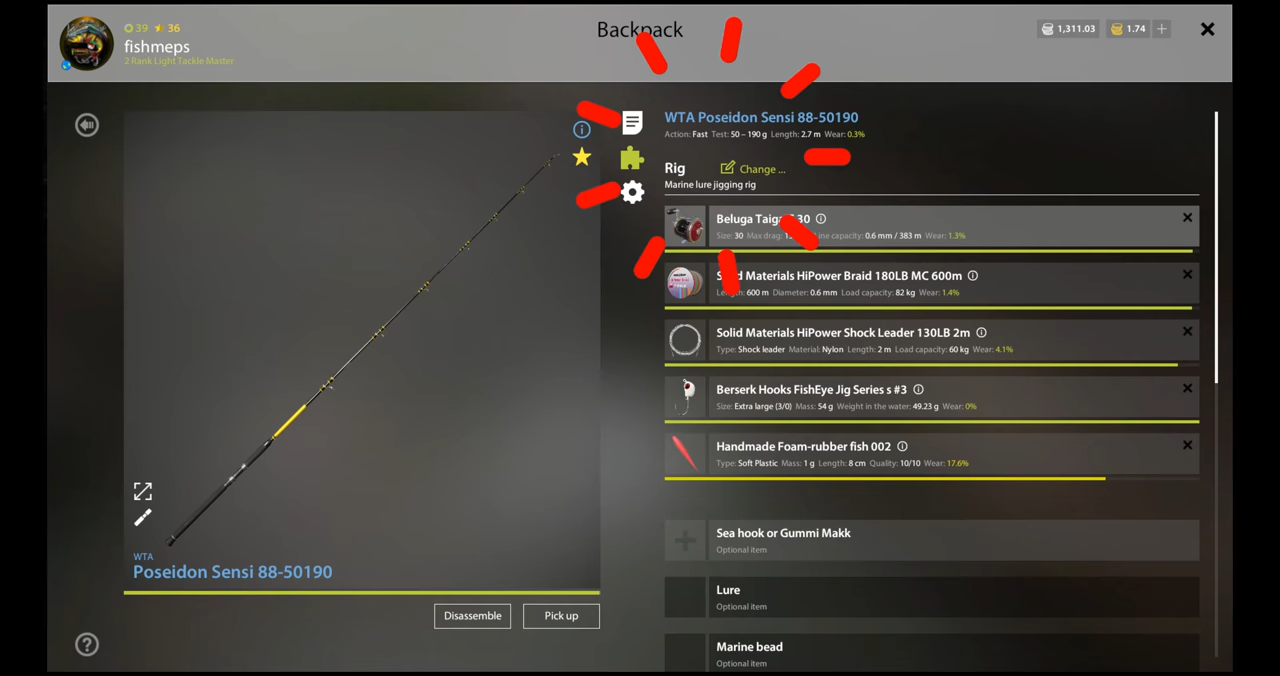 39 36
fishmeps
2 Rank Light Tackle Master
Backpack
1,311.03 1.74 +
WTA Poseidon Sensi 88-50190
Action: Fast Test: 50 – 190 g Length: 2.7 m Wear: 0.3%
Rig Change ...
Marine lure jigging rig
Beluga 30
Size: 30 Max drag: capacity: 0.6 mm / 383 m Wear: 1.3%
Materials HiPower Braid 180LB MC 600m
600 m Diameter: 0.6 mm Load capacity: 82 kg Wear: 1.4%
Solid Materials HiPower Shock Leader 130LB 2m
Type: Shock leader Material: Nylon Length: 2 m Load capacity: 60 kg Wear: 4.1%
Berserk Hooks FishEye Jig Series s #3
Size: Extra large (3/0) Mass: 54 g Weight in the water: 49.23 g Wear: 0%
Handmade Foam-rubber fish 002
Type: Soft Plastic Mass: 1 g Length: 8 cm Quality: 10/10 Wear: 17.6%
Sea hook or Gummi Makk
Optional item
Lure
Optional item
Marine bead
Optional item
WTA
Poseidon Sensi 88-50190
Disassemble Pick up